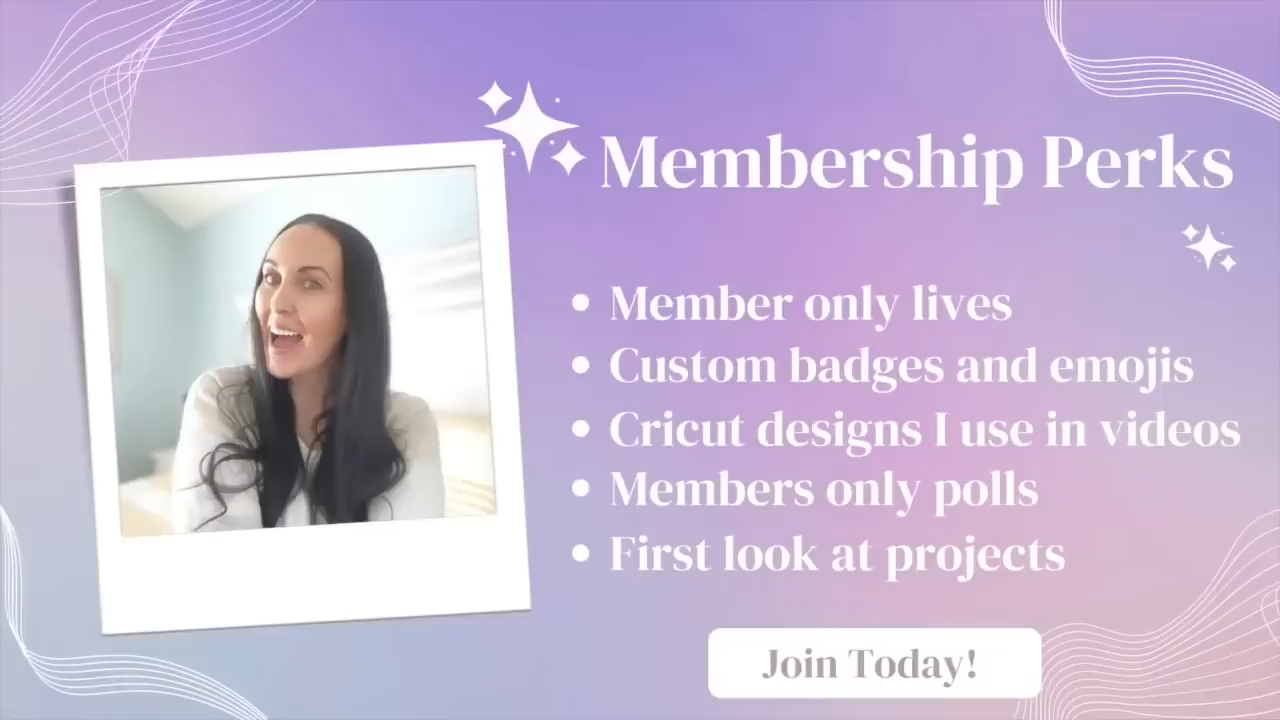 Membership Perks
Member only lives
Custom badges and emojis
Cricut designs I use in videos
Members only polls
First look at projects
Join Today!